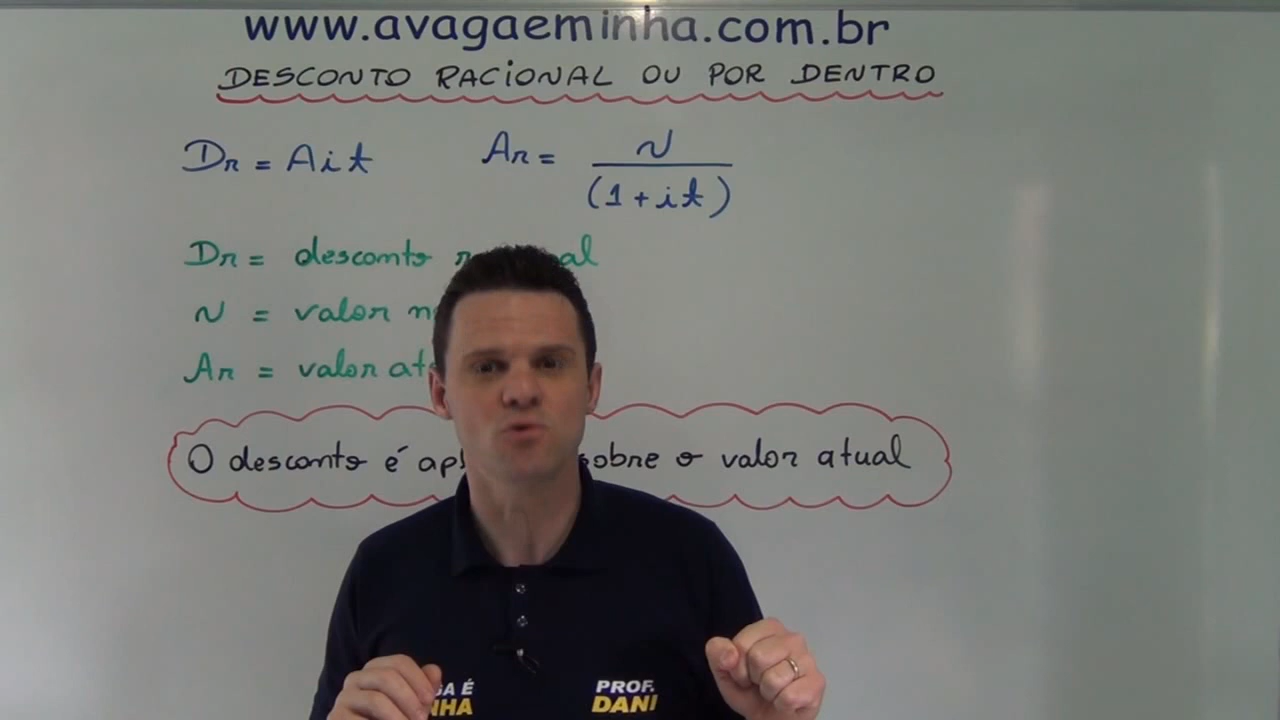 www.avagaeminha.com.br
DESCONTO RACIONAL OU POR DENTRO
Dr = Ait
Ar = N
(1 + it)
Dr = desconto
N = valor
Ar = valor
O desconto é sobre o valor atual
PROF.
DANI